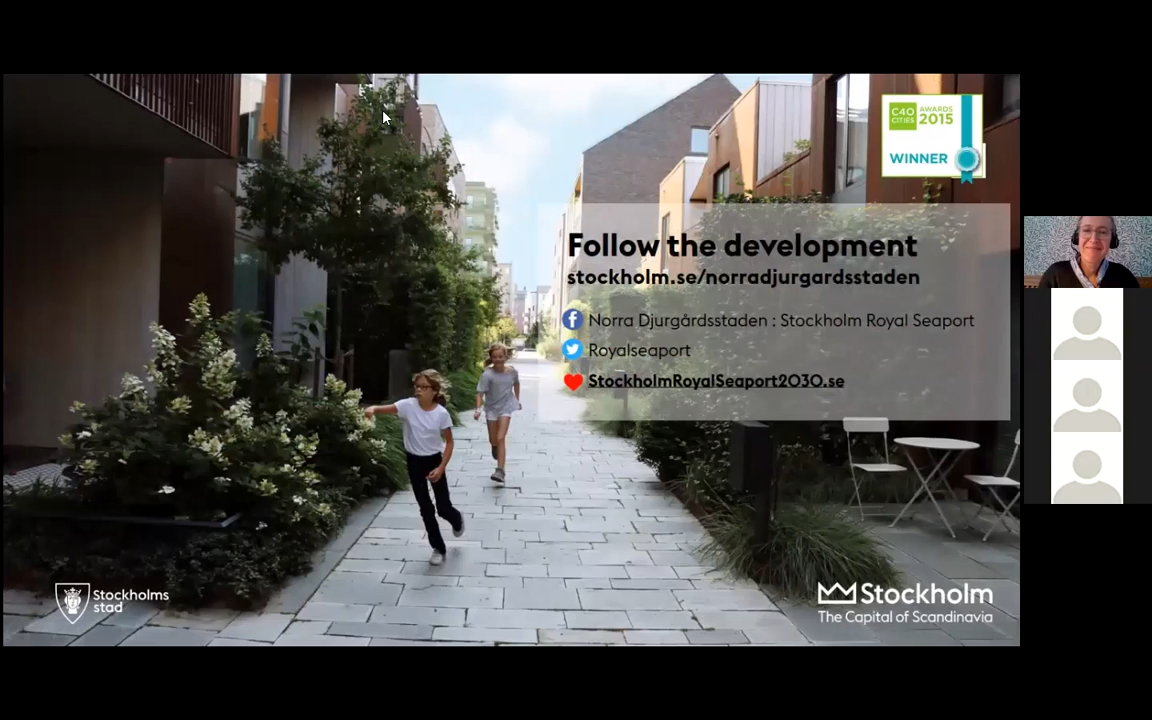 C40
CITIES
AWARDS
2015
WINNER
Follow the development
stockholm.se/norradjurgardsstaden
Norra Djurgårdsstaden : Stockholm Royal Seaport
Royalseaport
StockholmRoyalSeaport2030.se
Stockholms
stad
Stockholm
The Capital of Scandinavia